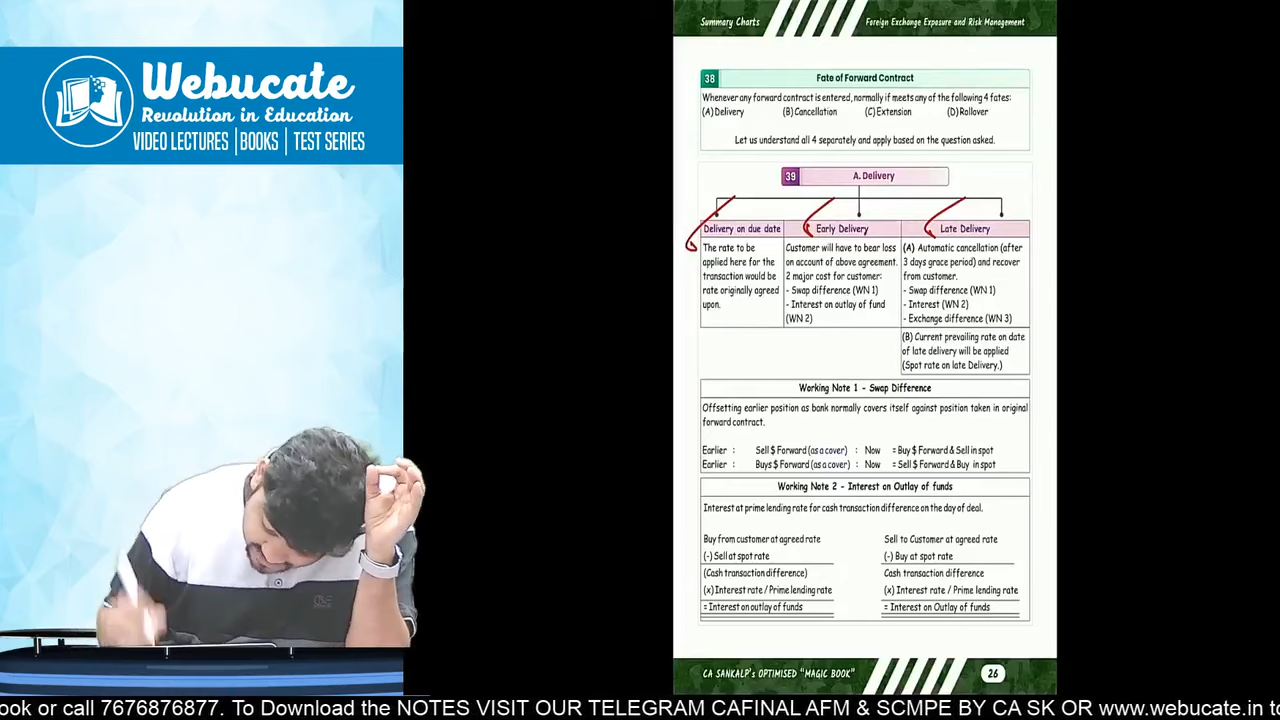 Webucate
Revolution in Education
VIDEO LECTURES | BOOKS | TEST SERIES
Summary Charts
Foreign Exchange Exposure and Risk Management
38
Fate of Forward Contract
Whenever any forward contract is entered, normally if meets any of the following 4 fates:
(A) Delivery (B) Cancellation (C) Extension (D) Rollover
Let us understand all 4 separately and apply based on the question asked.
39
A. Delivery
Delivery on due date
The rate to be
applied here for the
transaction would be
rate originally agreed
upon.
Early Delivery
Customer will have to bear loss
on account of above agreement.
2 major cost for customer:
- Swap difference (WN 1)
- Interest on outlay of fund
(WN 2)
Late Delivery
(A) Automatic cancellation (after
3 days grace period) and recover
from customer.
- Swap difference (WN 1)
- Interest (WN 2)
- Exchange difference (WN 3)
(B) Current prevailing rate on date
of late delivery will be applied
(Spot rate on late Delivery.)
Working Note 1 - Swap Difference
Offsetting earlier position as bank normally covers itself against position taken in original
forward contract.
Earlier : Sell $ Forward (as a cover) : Now = Buy $ Forward & Sell in spot
Earlier : Buys $ Forward (as a cover) : Now = Sell $ Forward & Buy in spot
Working Note 2 - Interest on Outlay of funds
Interest at prime lending rate for cash transaction difference on the day of deal.
Buy from customer at agreed rate
(-) Sell at spot rate
(Cash transaction difference)
(x) Interest rate / Prime lending rate
= Interest on outlay of funds
Sell to Customer at agreed rate
(-) Buy at spot rate
Cash transaction difference
(x) Interest rate / Prime lending rate
= Interest on Outlay of funds
CA SANKALP's OPTIMISED "MAGIC BOOK"
26
ook or call 7676876877. To Download the NOTES VISIT OUR TELEGRAM CAFINAL AFM & SCMPE BY CA SK OR www.webucate.in to